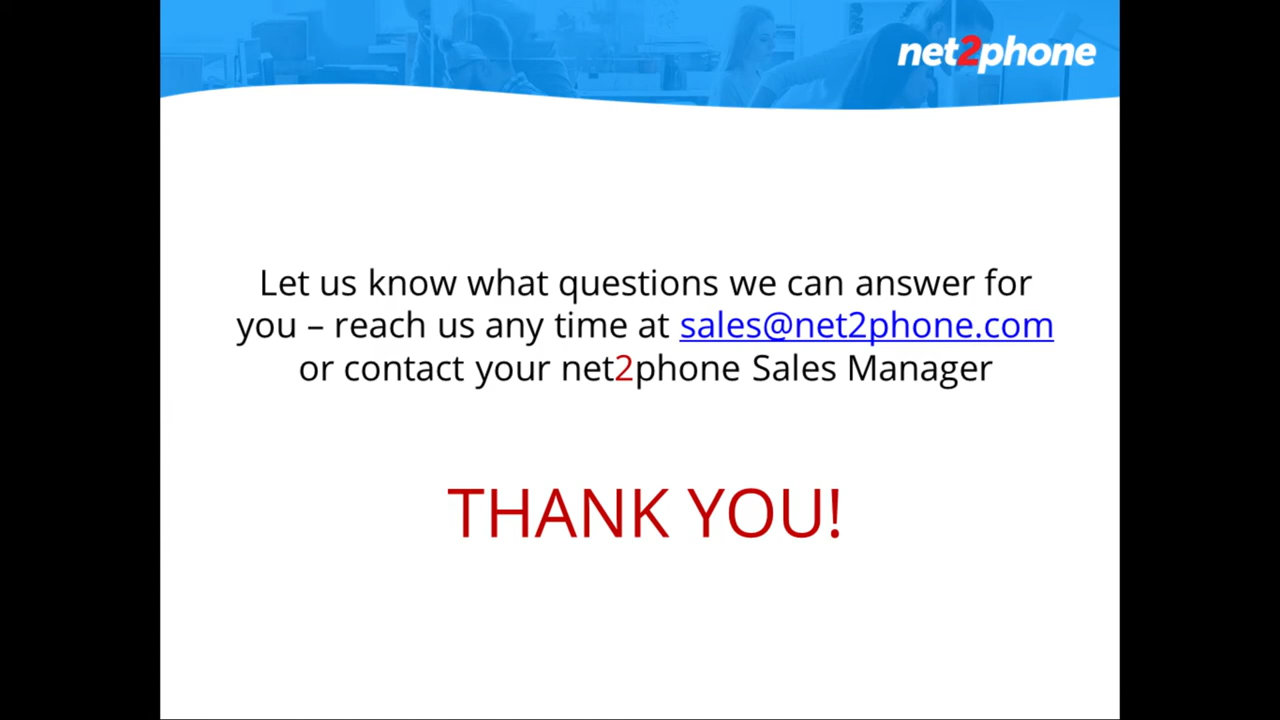 net2phone
Let us know what questions we can answer for
you – reach us any time at sales@net2phone.com
or contact your net2phone Sales Manager
THANK YOU!